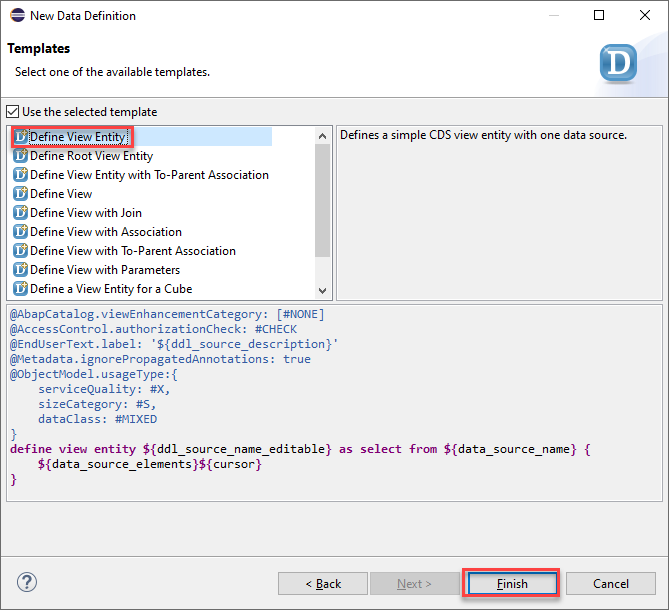 New Data Definition
Templates
Select one of the available templates.
D
Use the selected template
Define View Entity
Define Root View Entity
Define View Entity with To-Parent Association
Define View
Define View with Join
Define View with Association
Define View with To-Parent Association
Define View with Parameters
Define a View Entity for a Cube
Defines a simple CDS view entity with one data source.
@AbapCatalog.viewEnhancementCategory: [#NONE]
@AccessControl.authorizationCheck: #CHECK
@EndUserText.label: '${ddl_source_description}'
@Metadata.ignorePropagatedAnnotations: true
@ObjectModel.usageType:{
    serviceQuality: #X,
    sizeCategory: #S,
    dataClass: #MIXED
}
define view entity ${ddl_source_name_editable} as select from ${data_source_name} {
    ${data_source_elements}${cursor}
}
?
< Back
Next >
Finish
Cancel